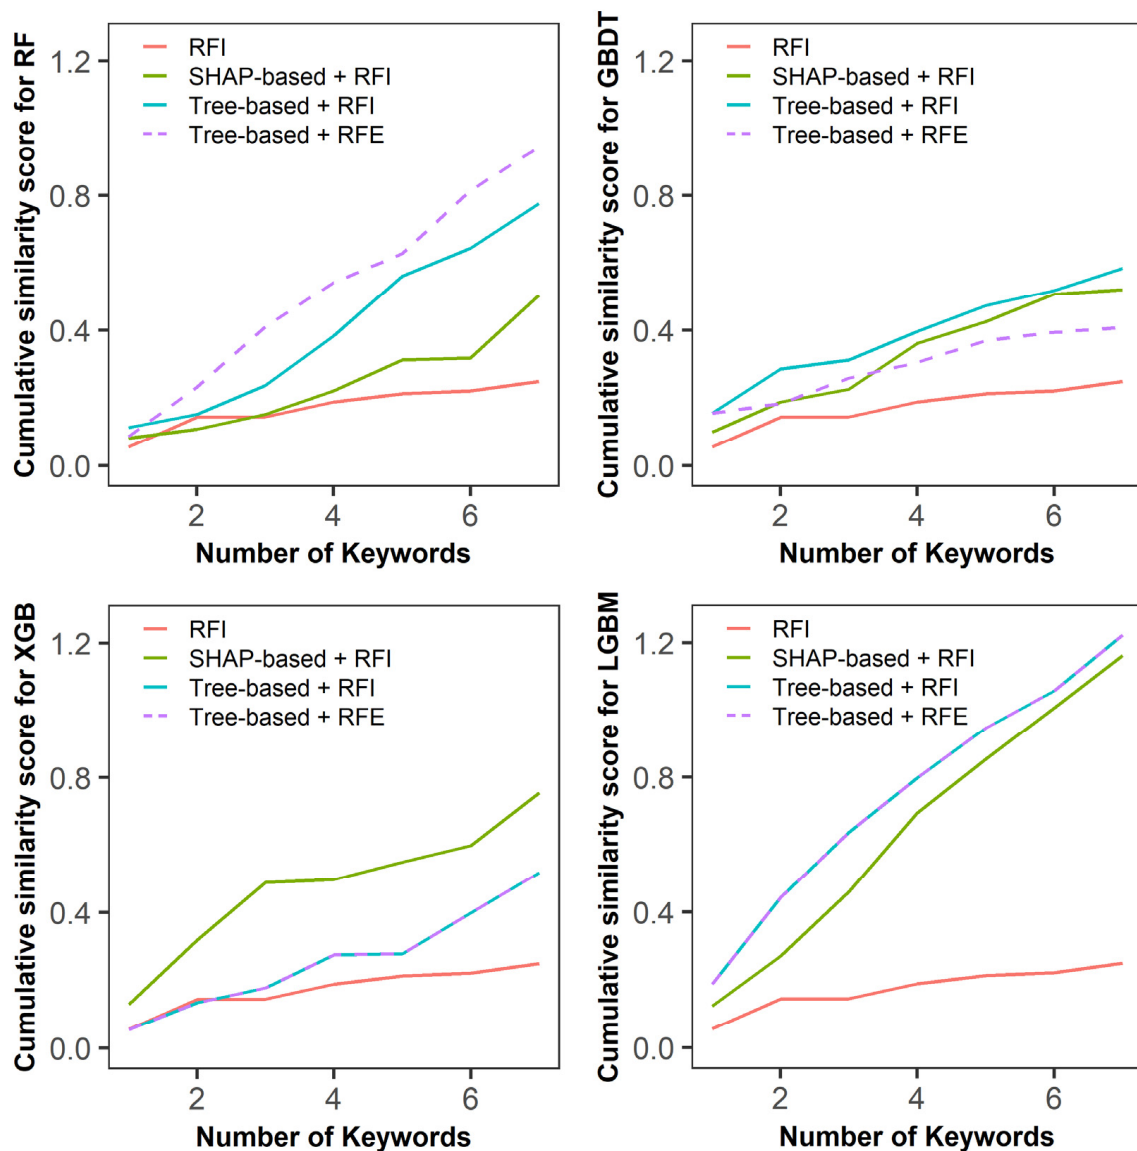 Cumulative similarity score for RF
RFI
SHAP-based + RFI
Tree-based + RFI
Tree-based + RFE
1.2
0.8
0.4
0.0
2
4
6
Number of Keywords
Cumulative similarity score for GBDT
RFI
SHAP-based + RFI
Tree-based + RFI
Tree-based + RFE
1.2
0.8
0.4
0.0
2
4
6
Number of Keywords
Cumulative similarity score for XGB
RFI
SHAP-based + RFI
Tree-based + RFI
Tree-based + RFE
1.2
0.8
0.4
0.0
2
4
6
Number of Keywords
Cumulative similarity score for LGBM
RFI
SHAP-based + RFI
Tree-based + RFI
Tree-based + RFE
1.2
0.8
0.4
0.0
2
4
6
Number of Keywords